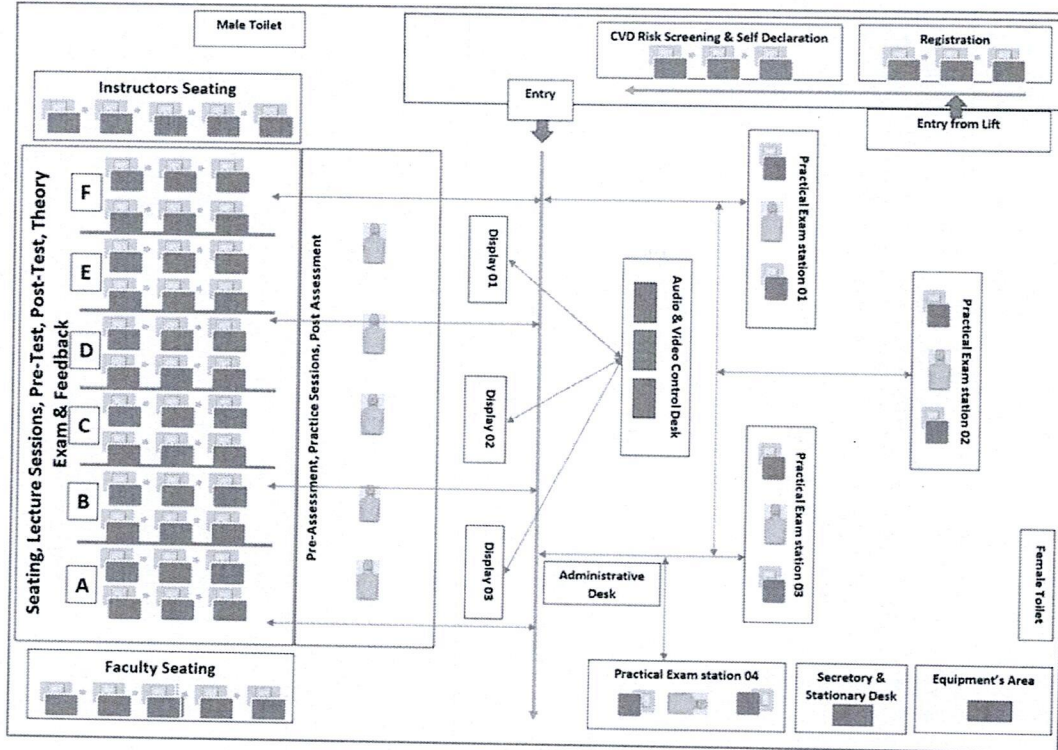 Male Toilet
CVD Risk Screening & Self Declaration
Registration
Entry
Entry from Lift
Instructors Seating
Seating, Lecture Sessions, Pre-Test, Post-Test, Theory
Exam & Feedback
F
E
D
C
B
A
Pre-Assessment, Practice Sessions, Post Assessment
Display 01
Display 02
Display 03
Audio & Video Control Desk
Practical Exam station 01
Practical Exam station 02
Practical Exam station 03
Female Toilet
Administrative
Desk
Faculty Seating
Practical Exam station 04
Secretory &
Stationary Desk
Equipment's Area